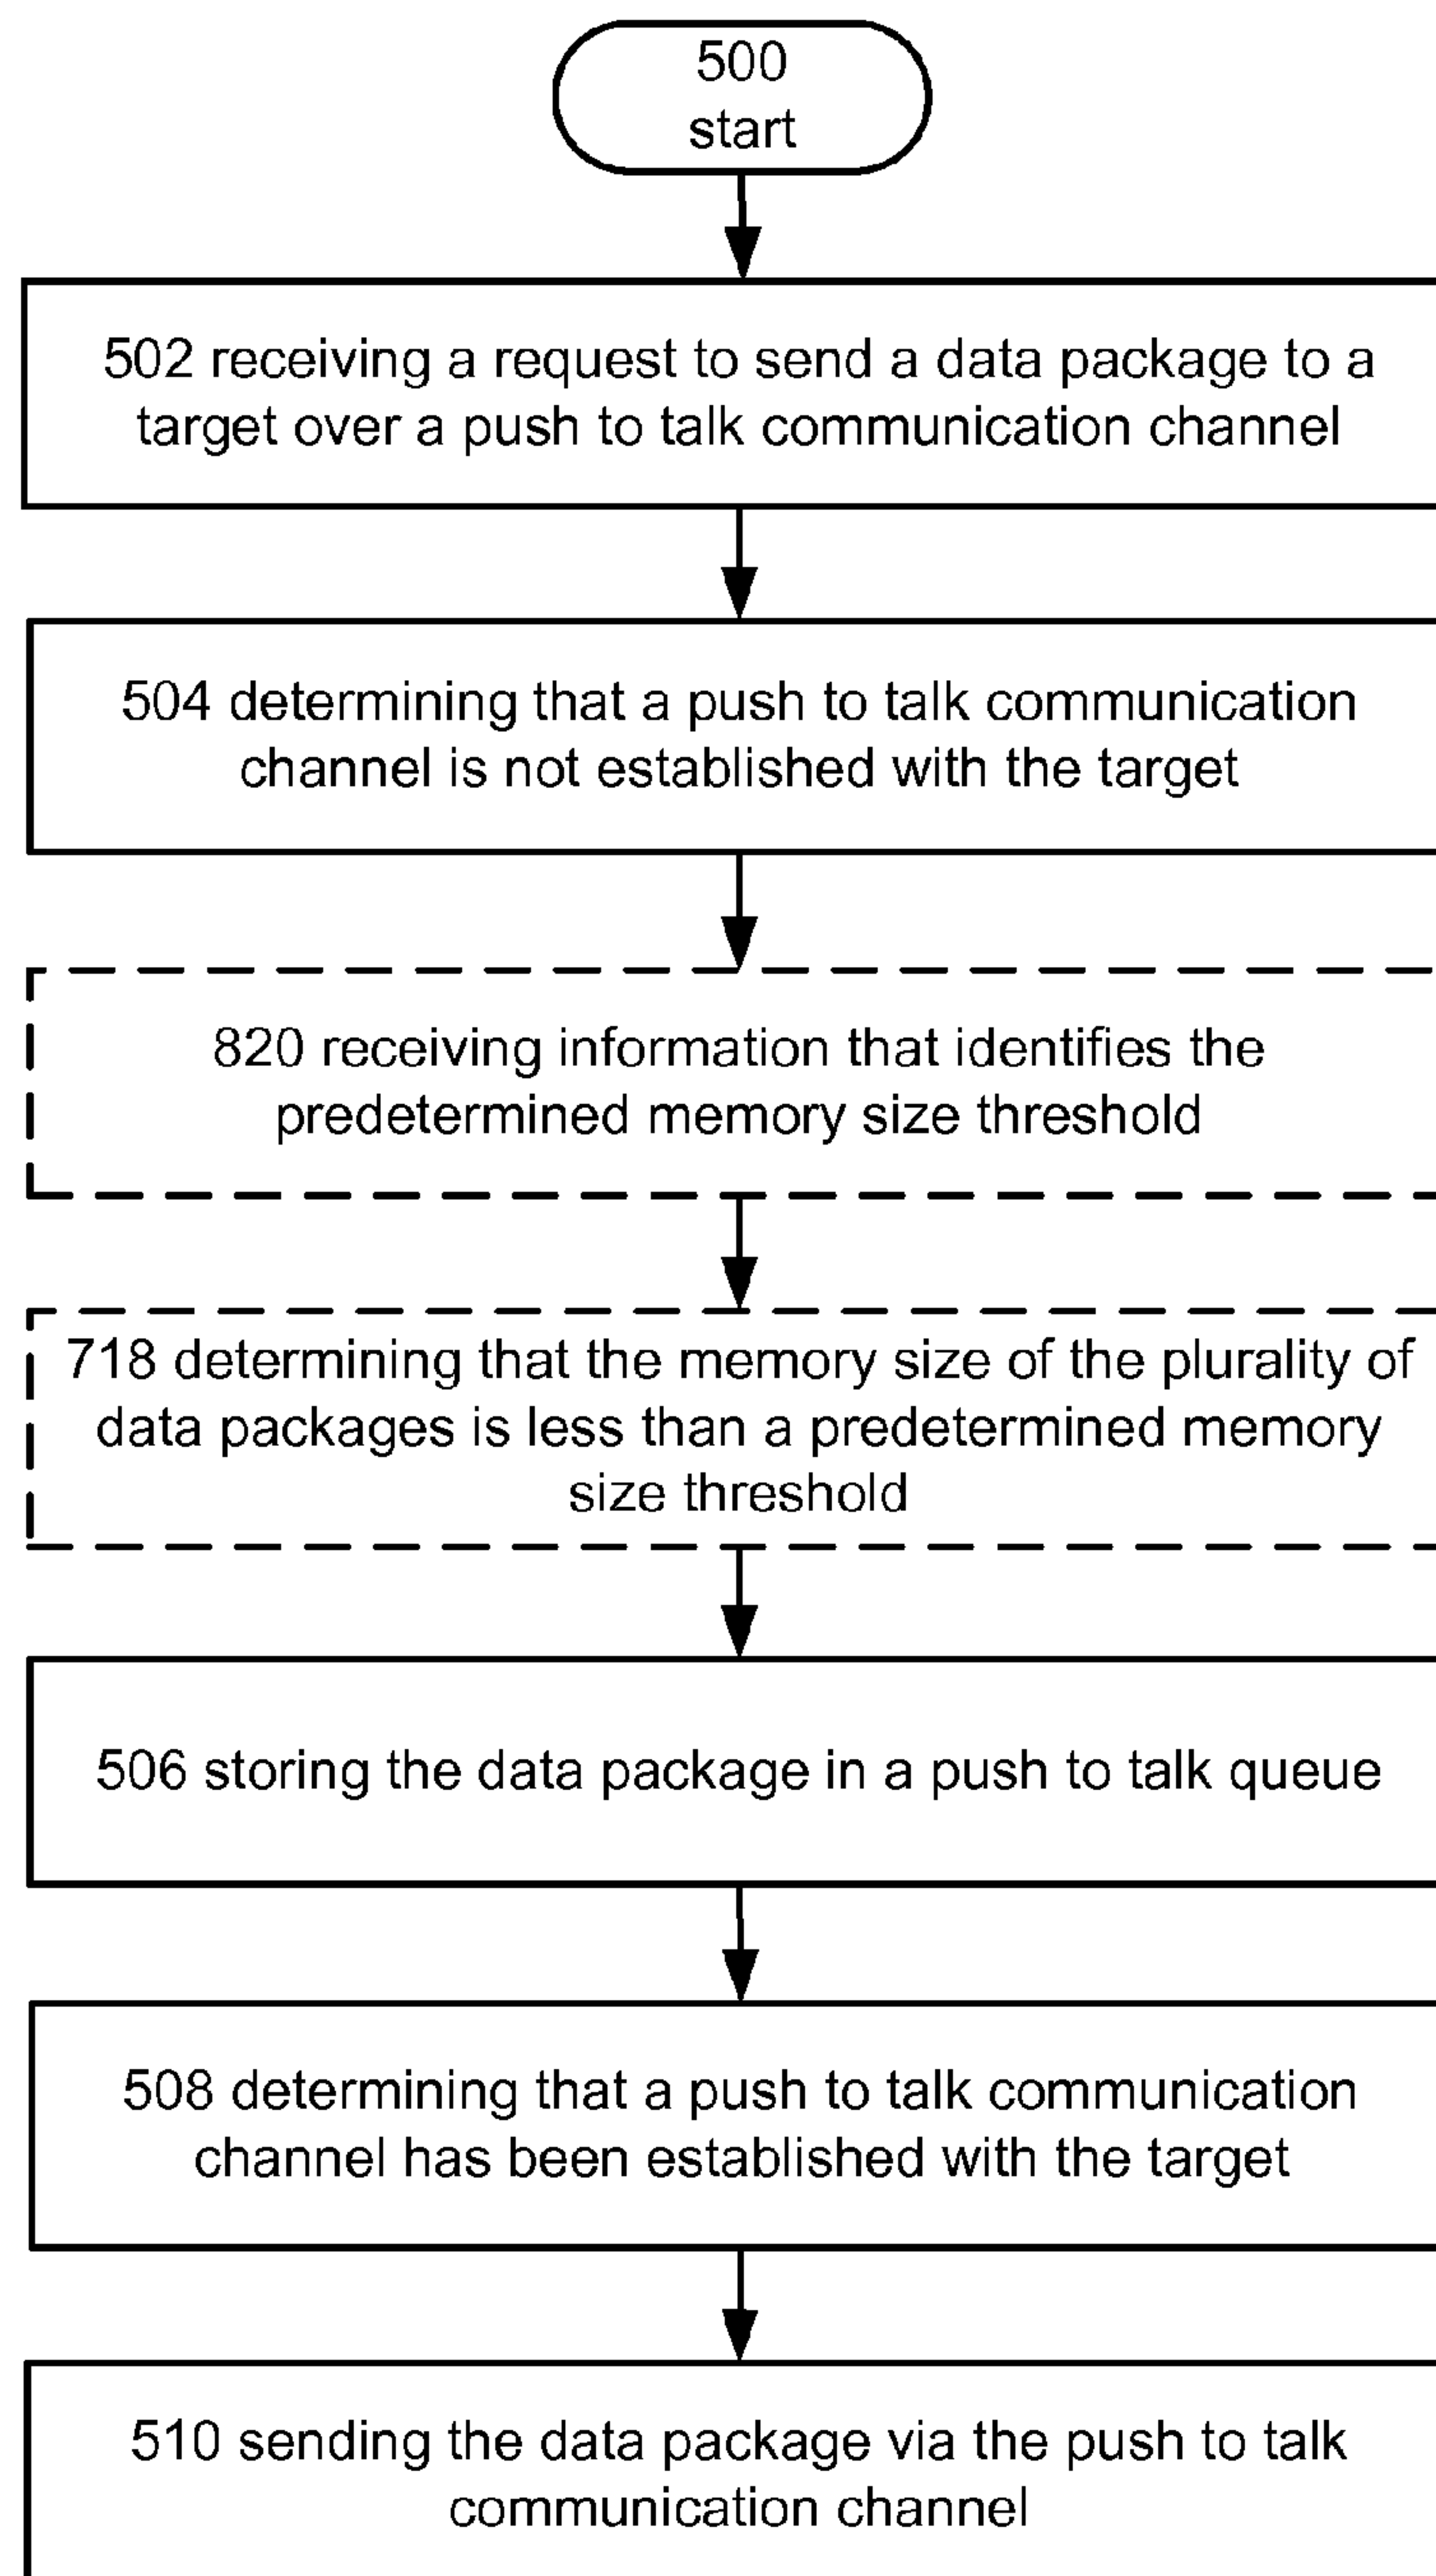 500
start
502 receiving a request to send a data package to a
target over a push to talk communication channel
504 determining that a push to talk communication
channel is not established with the target
820 receiving information that identifies the
predetermined memory size threshold
718 determining that the memory size of the plurality of
data packages is less than a predetermined memory
size threshold
506 storing the data package in a push to talk queue
508 determining that a push to talk communication
channel has been established with the target
510 sending the data package via the push to talk
communication channel